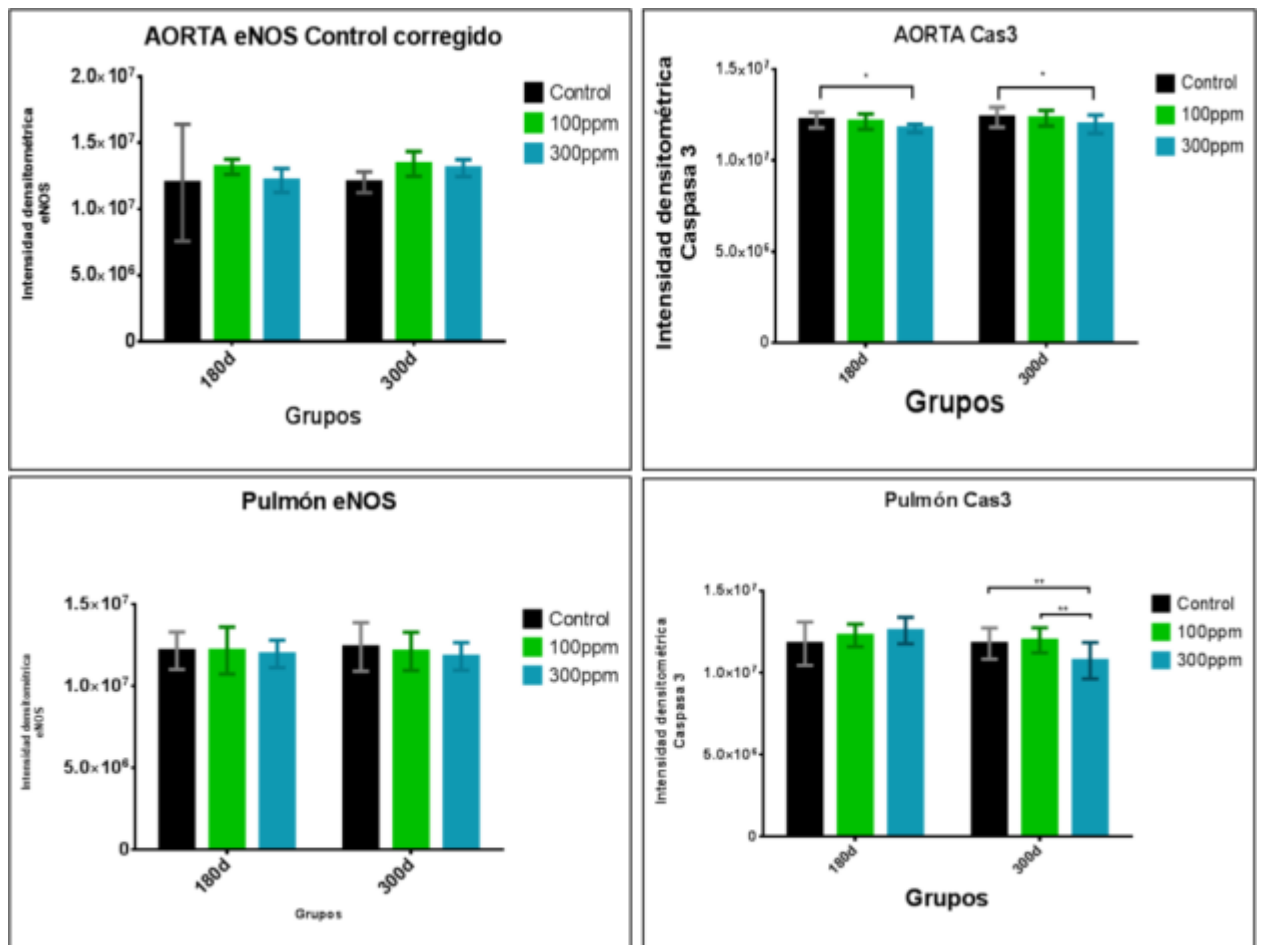 AORTA eNOS Control corregido
Intensidad densitométrica
eNOS
2.0×10⁷
1.5×10⁷
1.0×10⁷
5.0×10⁶
0
180d
300d
Grupos
Control
100ppm
300ppm
AORTA Cas3
Intensidad densitométrica
Caspasa 3
1.5×10⁷
1.0×10⁷
5.0×10⁶
0
*
*
180d
300d
Grupos
Control
100ppm
300ppm
Pulmón eNOS
Intensidad densitométrica
eNOS
1.5×10⁷
1.0×10⁷
5.0×10⁶
0
180d
300d
Grupos
Control
100ppm
300ppm
Pulmón Cas3
Intensidad densitométrica
Caspasa 3
1.5×10⁷
1.0×10⁷
5.0×10⁶
0
**
**
180d
300d
Grupos
Control
100ppm
300ppm